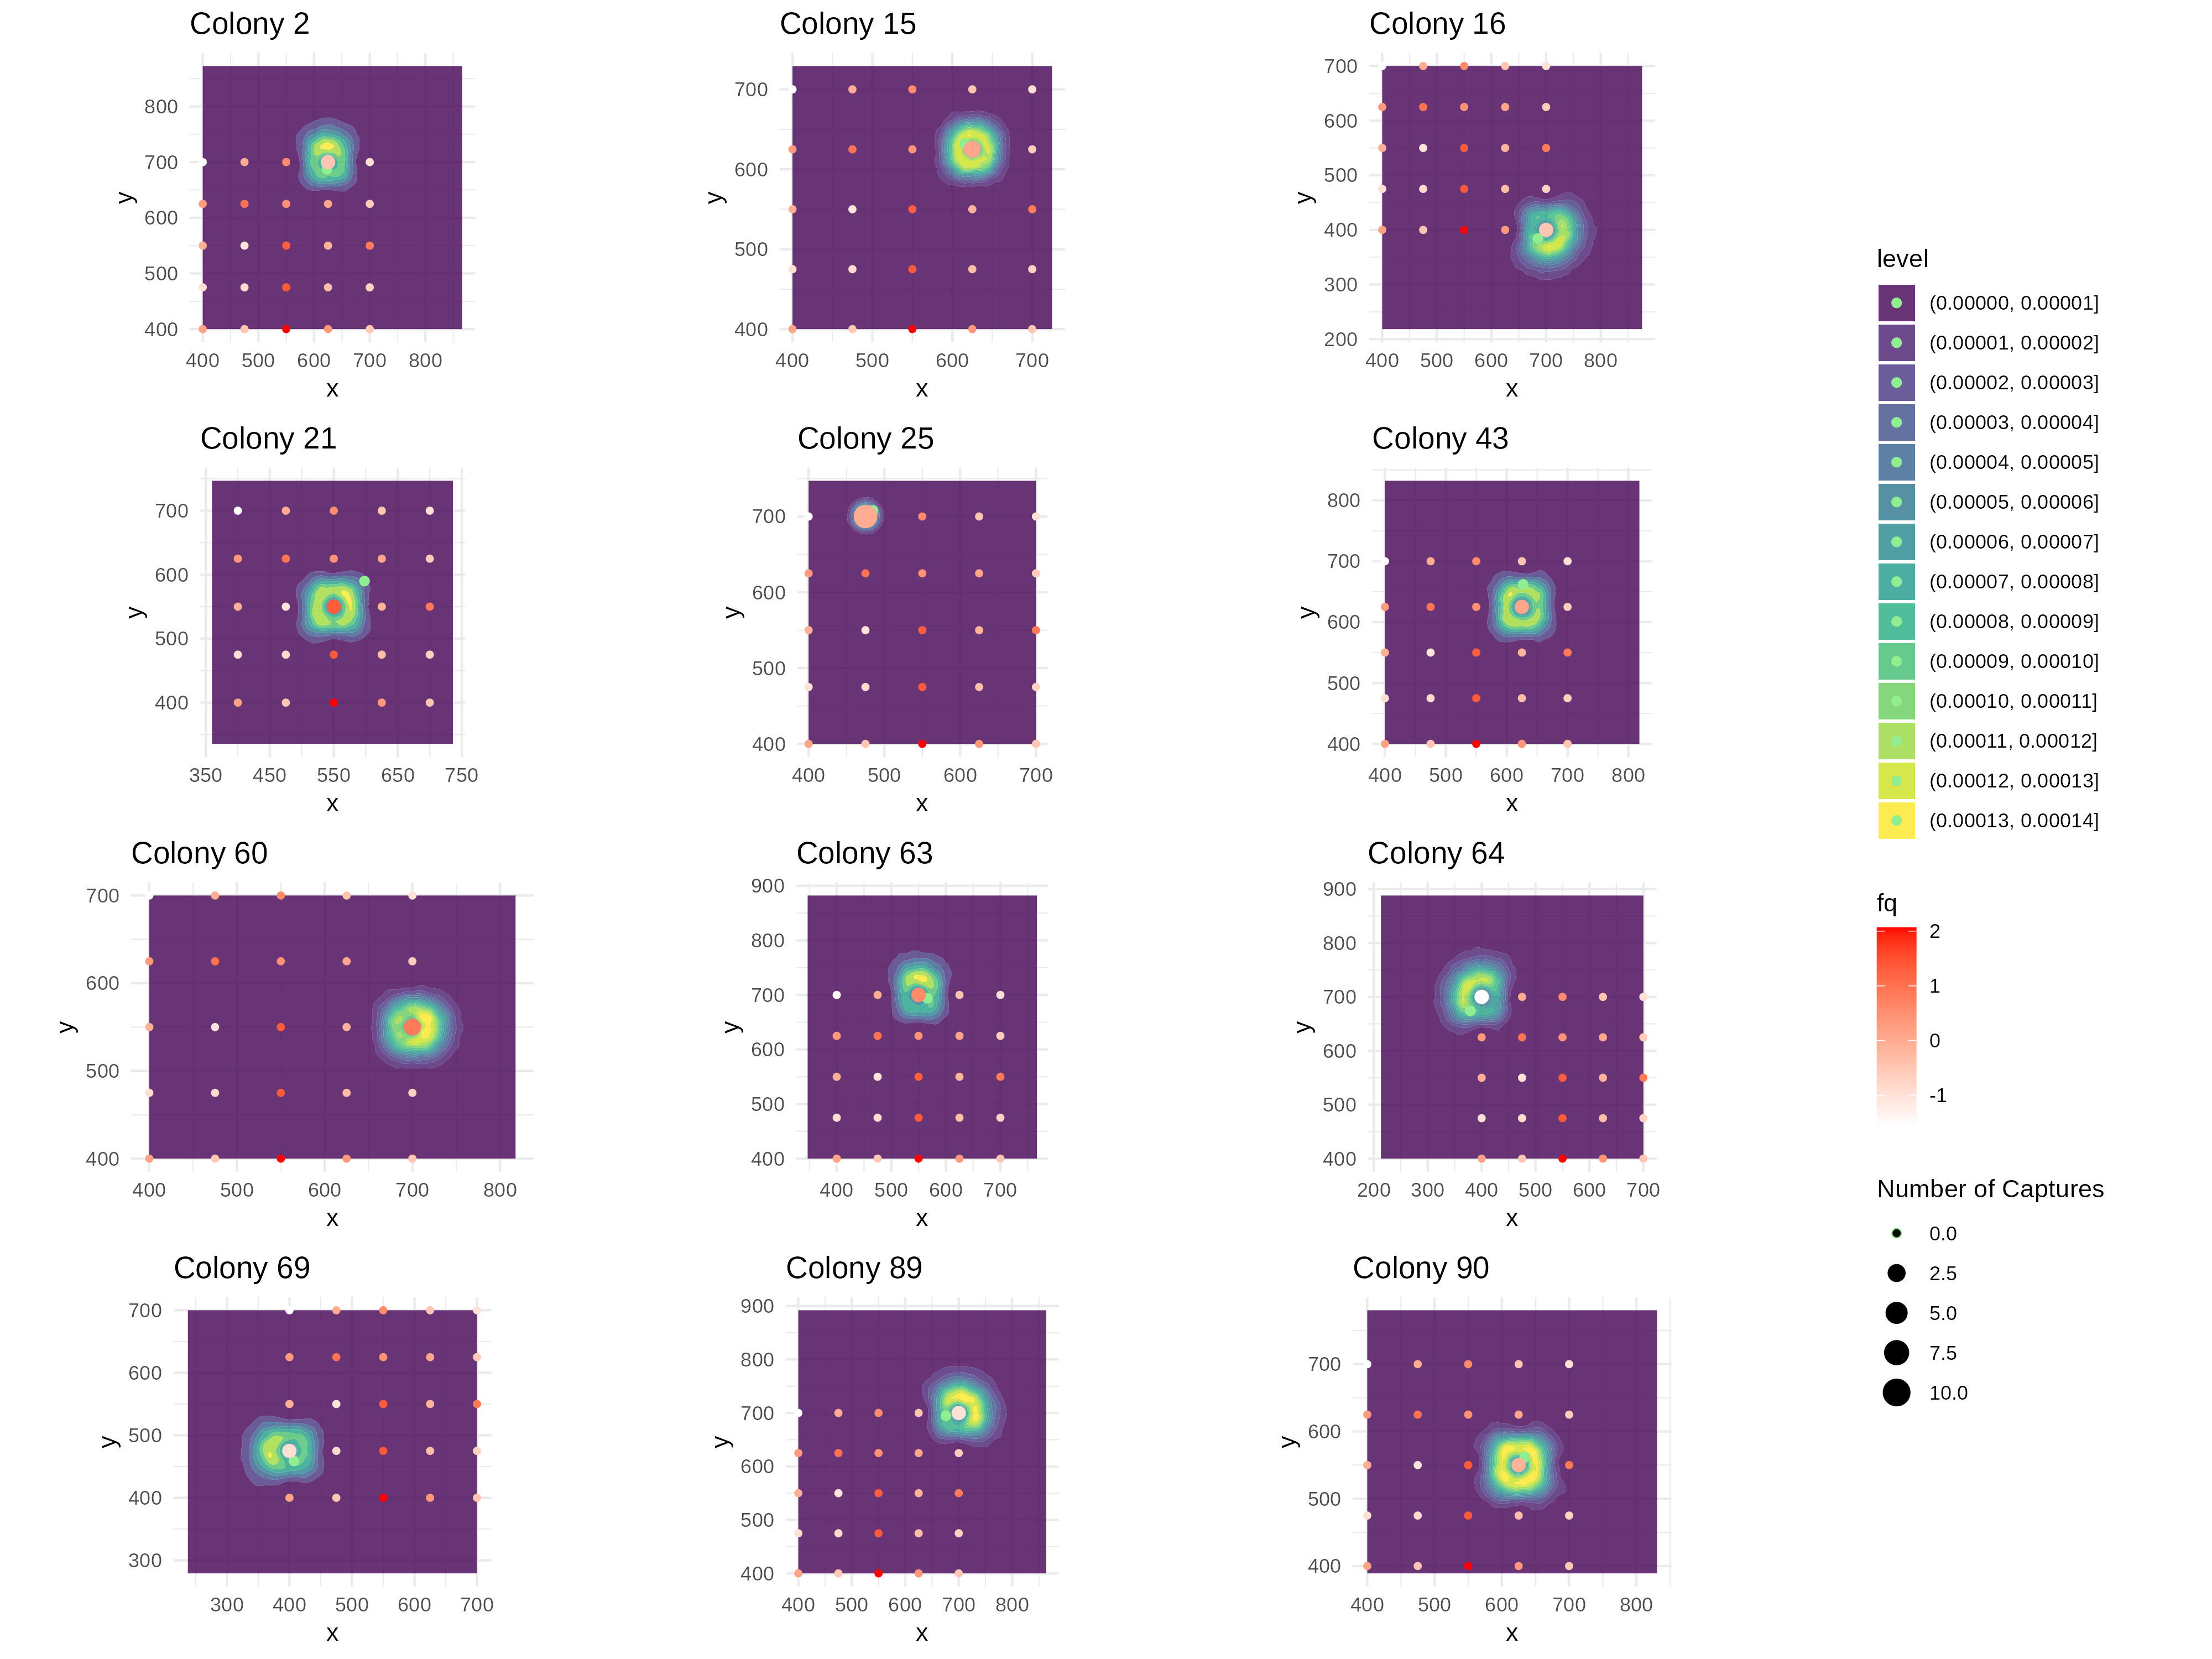 Colony 2
y
800
700
600
500
400
400 500 600 700 800
x
Colony 15
y
700
600
500
400
400 500 600 700
x
Colony 16
y
700
600
500
400
300
200
400 500 600 700 800
x
Colony 21
y
700
600
500
400
350 450 550 650 750
x
Colony 25
y
700
600
500
400
400 500 600 700
x
Colony 43
y
800
700
600
500
400
400 500 600 700 800
x
Colony 60
y
700
600
500
400
400 500 600 700 800
x
Colony 63
y
900
800
700
600
500
400
400 500 600 700
x
Colony 64
y
900
800
700
600
500
400
200 300 400 500 600 700
x
Colony 69
y
700
600
500
400
300
300 400 500 600 700
x
Colony 89
y
900
800
700
600
500
400
400 500 600 700 800
x
Colony 90
y
700
600
500
400
400 500 600 700 800
x
level
(0.00000, 0.00001]
(0.00001, 0.00002]
(0.00002, 0.00003]
(0.00003, 0.00004]
(0.00004, 0.00005]
(0.00005, 0.00006]
(0.00006, 0.00007]
(0.00007, 0.00008]
(0.00008, 0.00009]
(0.00009, 0.00010]
(0.00010, 0.00011]
(0.00011, 0.00012]
(0.00012, 0.00013]
(0.00013, 0.00014]
fq
2
1
0
-1
Number of Captures
0.0
2.5
5.0
7.5
10.0